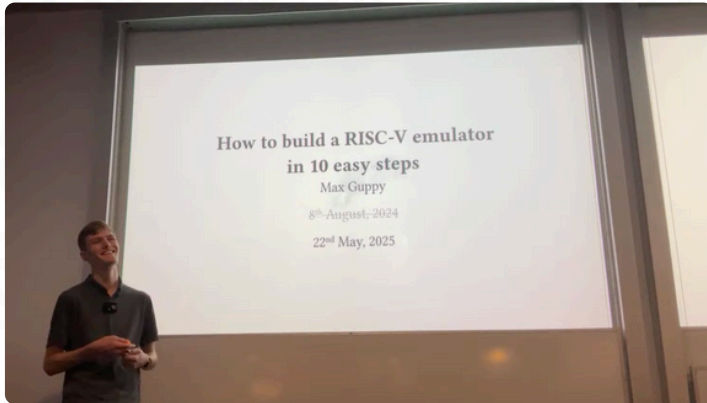 How to build a RISC-V emulator
in 10 easy steps
Max Guppy
8th August, 2024
22nd May, 2025